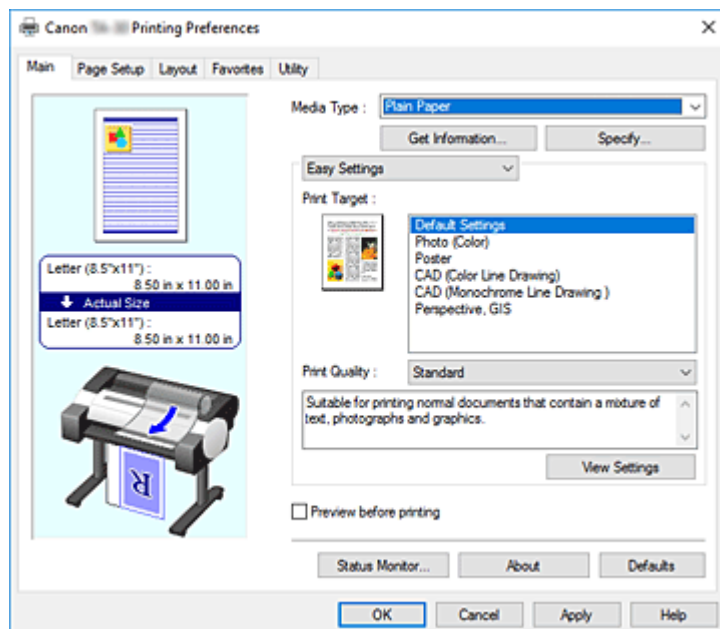 Canon Printing Preferences
Main Page Setup Layout Favorites Utility
Media Type : Plain Paper
Get Information... Specify...
Easy Settings
Print Target :
Default Settings
Photo (Color)
Poster
CAD (Color Line Drawing)
CAD (Monochrome Line Drawing )
Perspective, GIS
Letter (8.5"x11") :
8.50 in x 11.00 in
Actual Size
Letter (8.5"x11") :
8.50 in x 11.00 in
R
Print Quality : Standard
Suitable for printing normal documents that contain a mixture of
text, photographs and graphics.
View Settings
Preview before printing
Status Monitor... About Defaults
OK Cancel Apply Help